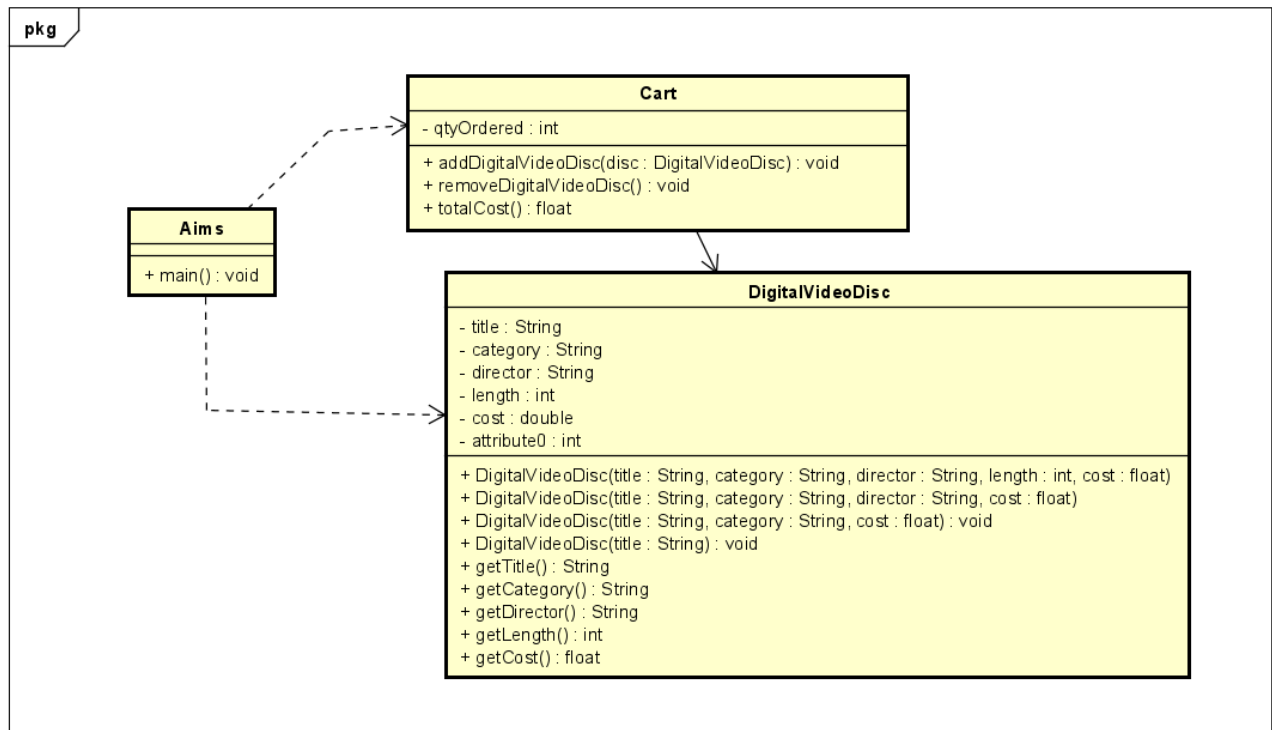 pkg
Cart
- qtyOrdered : int
+ addDigitalVideoDisc(disc : DigitalVideoDisc) : void
+ removeDigitalVideoDisc() : void
+ totalCost() : float
Aims
+ main() : void
DigitalVideoDisc
- title : String
- category : String
- director : String
- length : int
- cost : double
- attribute0 : int
+ DigitalVideoDisc(title : String, category : String, director : String, length : int, cost : float)
+ DigitalVideoDisc(title : String, category : String, director : String, cost : float)
+ DigitalVideoDisc(title : String, category : String, cost : float) : void
+ DigitalVideoDisc(title : String) : void
+ getTitle() : String
+ getCategory() : String
+ getDirector() : String
+ getLength() : int
+ getCost() : float